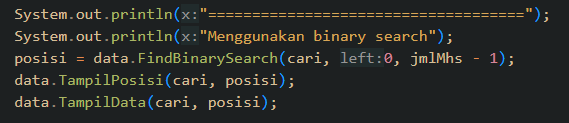 System.out.println(x:"====================================");
System.out.println(x:"Menggunakan binary search");
posisi = data.FindBinarySearch(cari, left:0, jmlMhs - 1);
data.TampilPosisi(cari, posisi);
data.TampilData(cari, posisi);